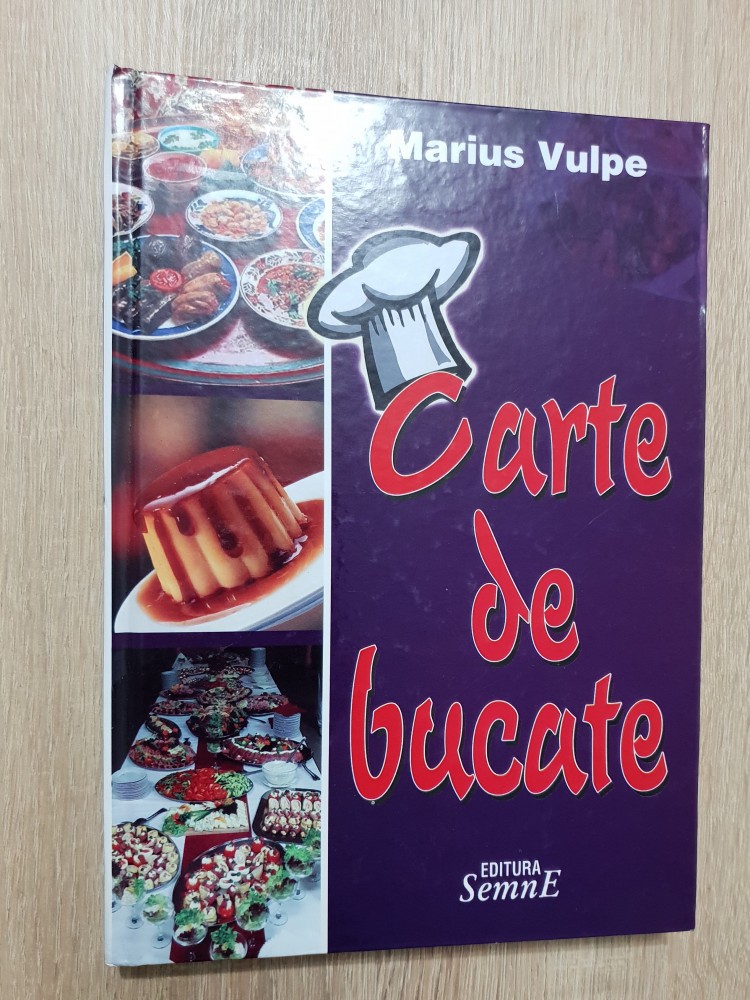 Marius Vulpe
Carte
de
bucate
EDITURA
SemnE